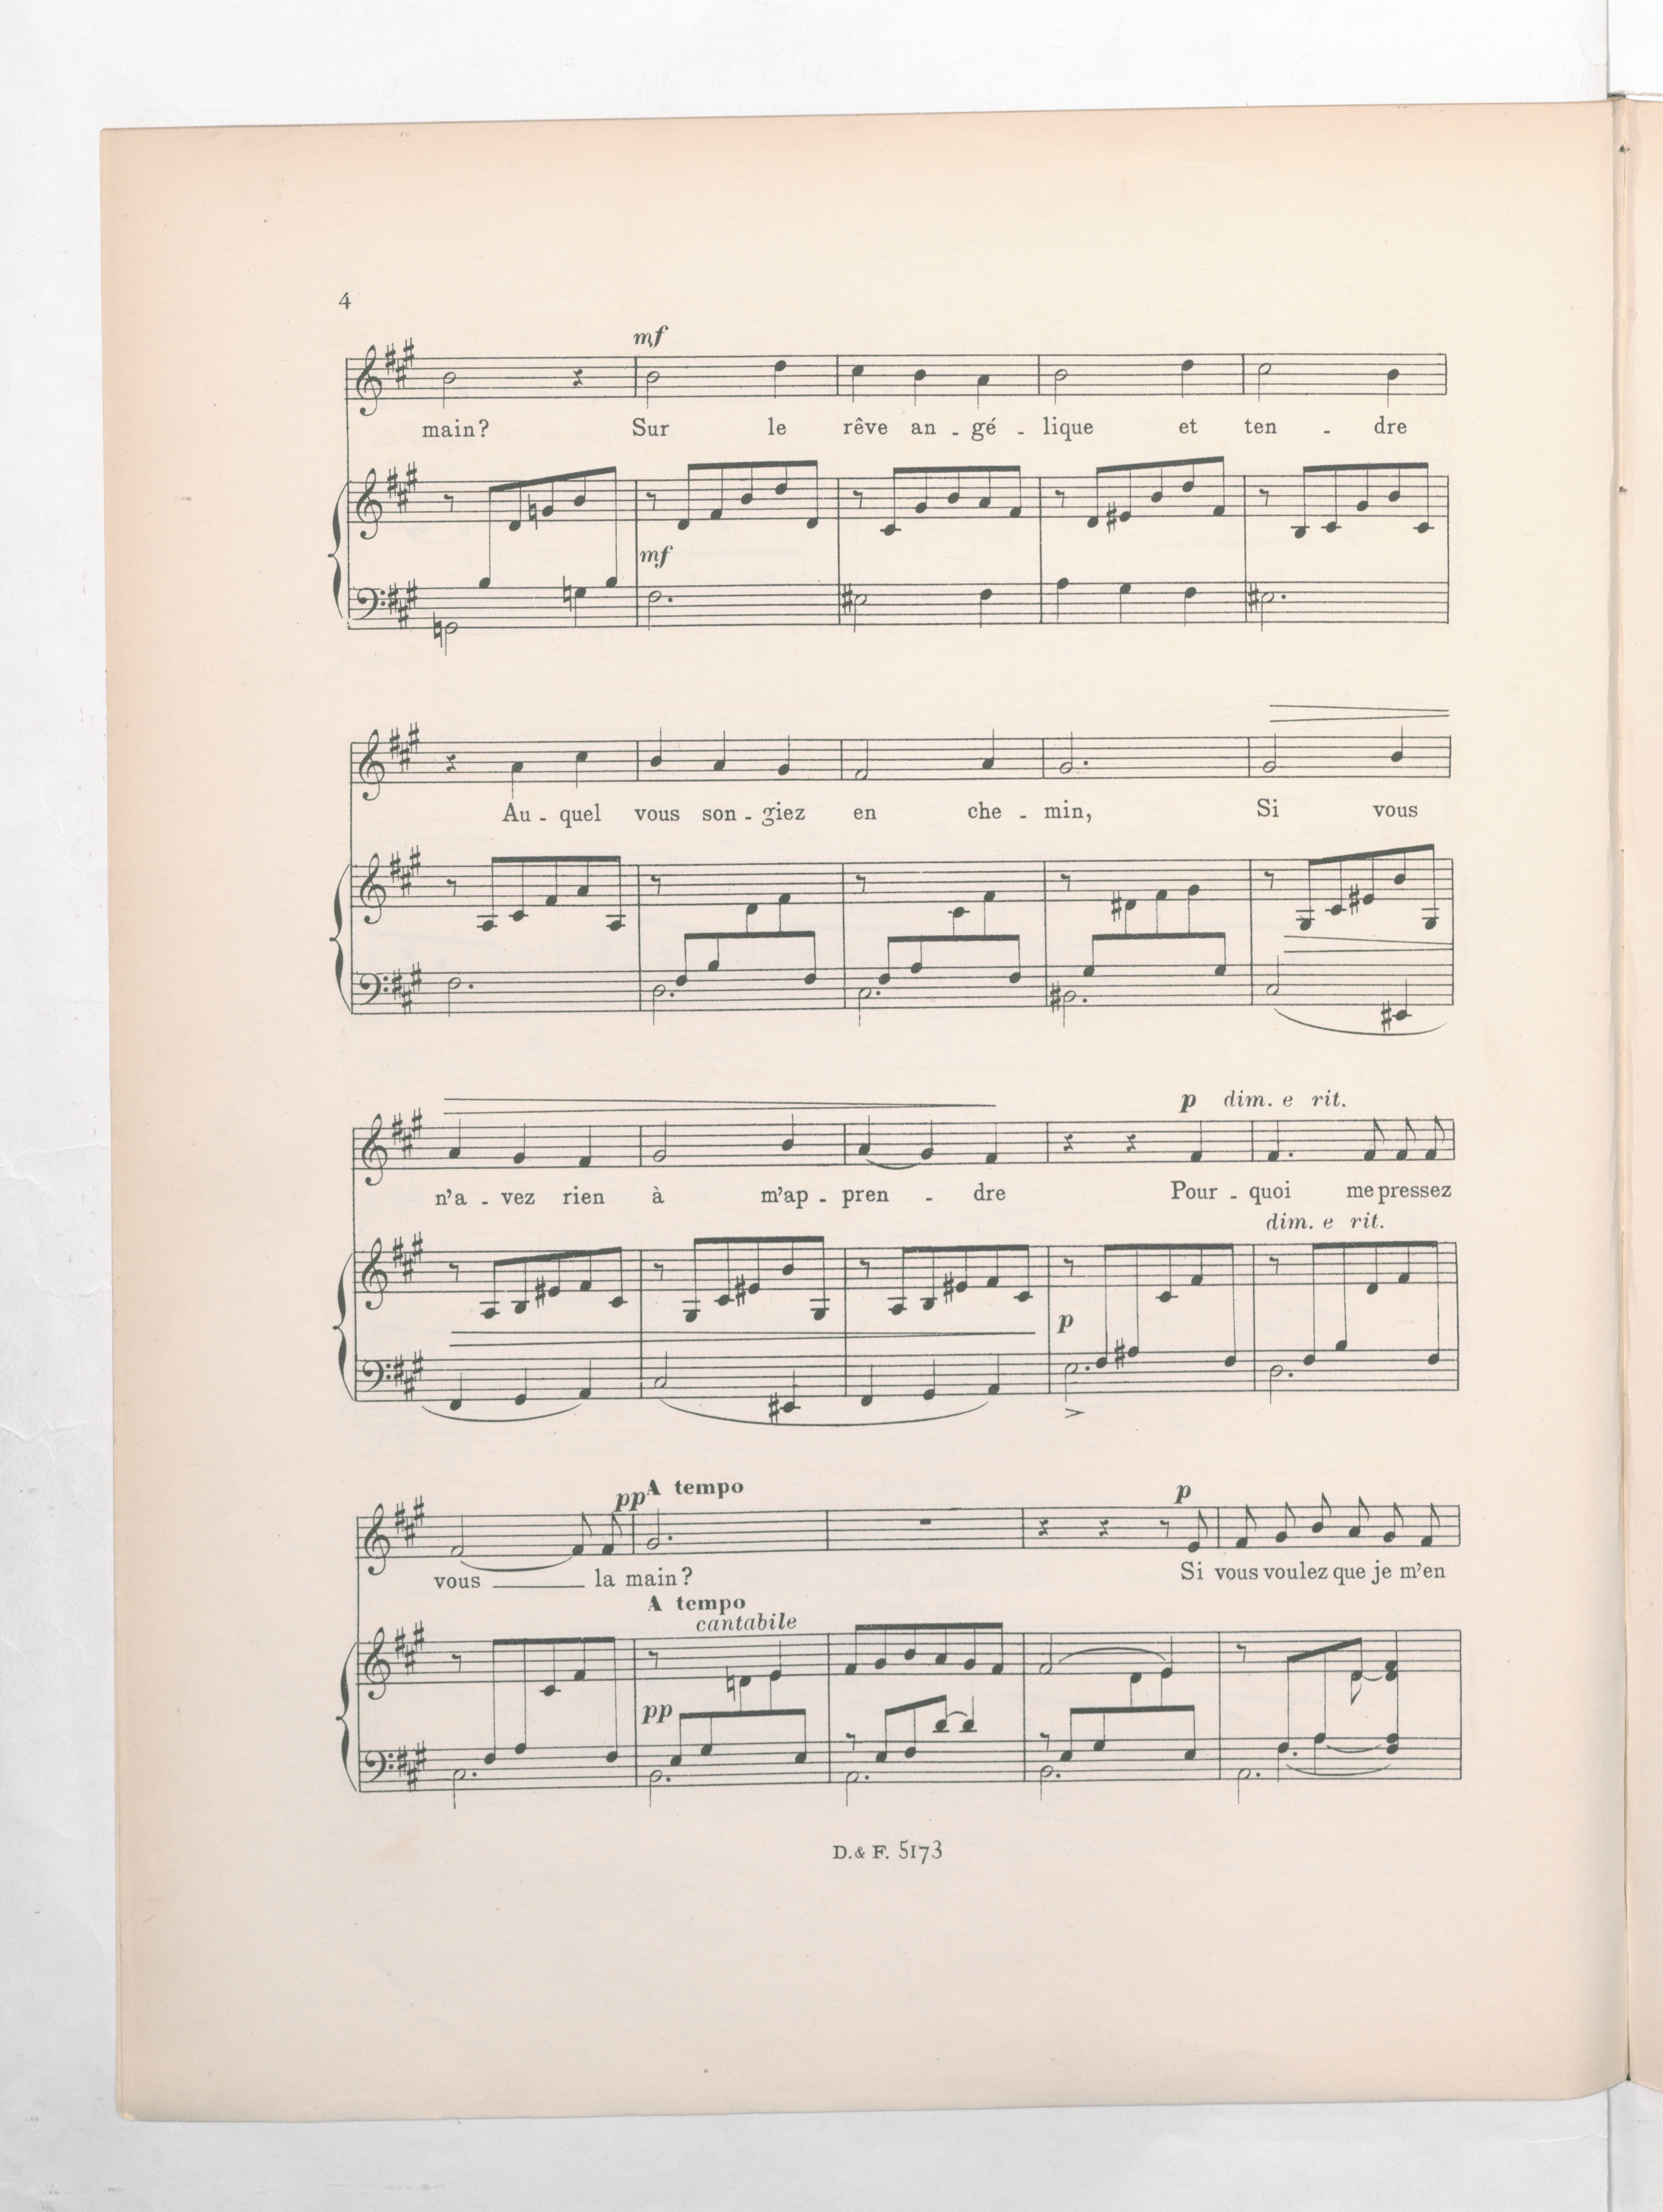 4
mf
main? Sur le rêve an - gé - lique et ten - dre
mf
Au - quel vous son - giez en che - min, Si vous
p dim. e rit.
n'a - vez rien à m'ap - pren - dre Pour - quoi me pressez
dim. e rit.
p
pp A tempo p
vous la main? Si vous voulez que je m'en
A tempo
cantabile
pp
D. & F. 5173